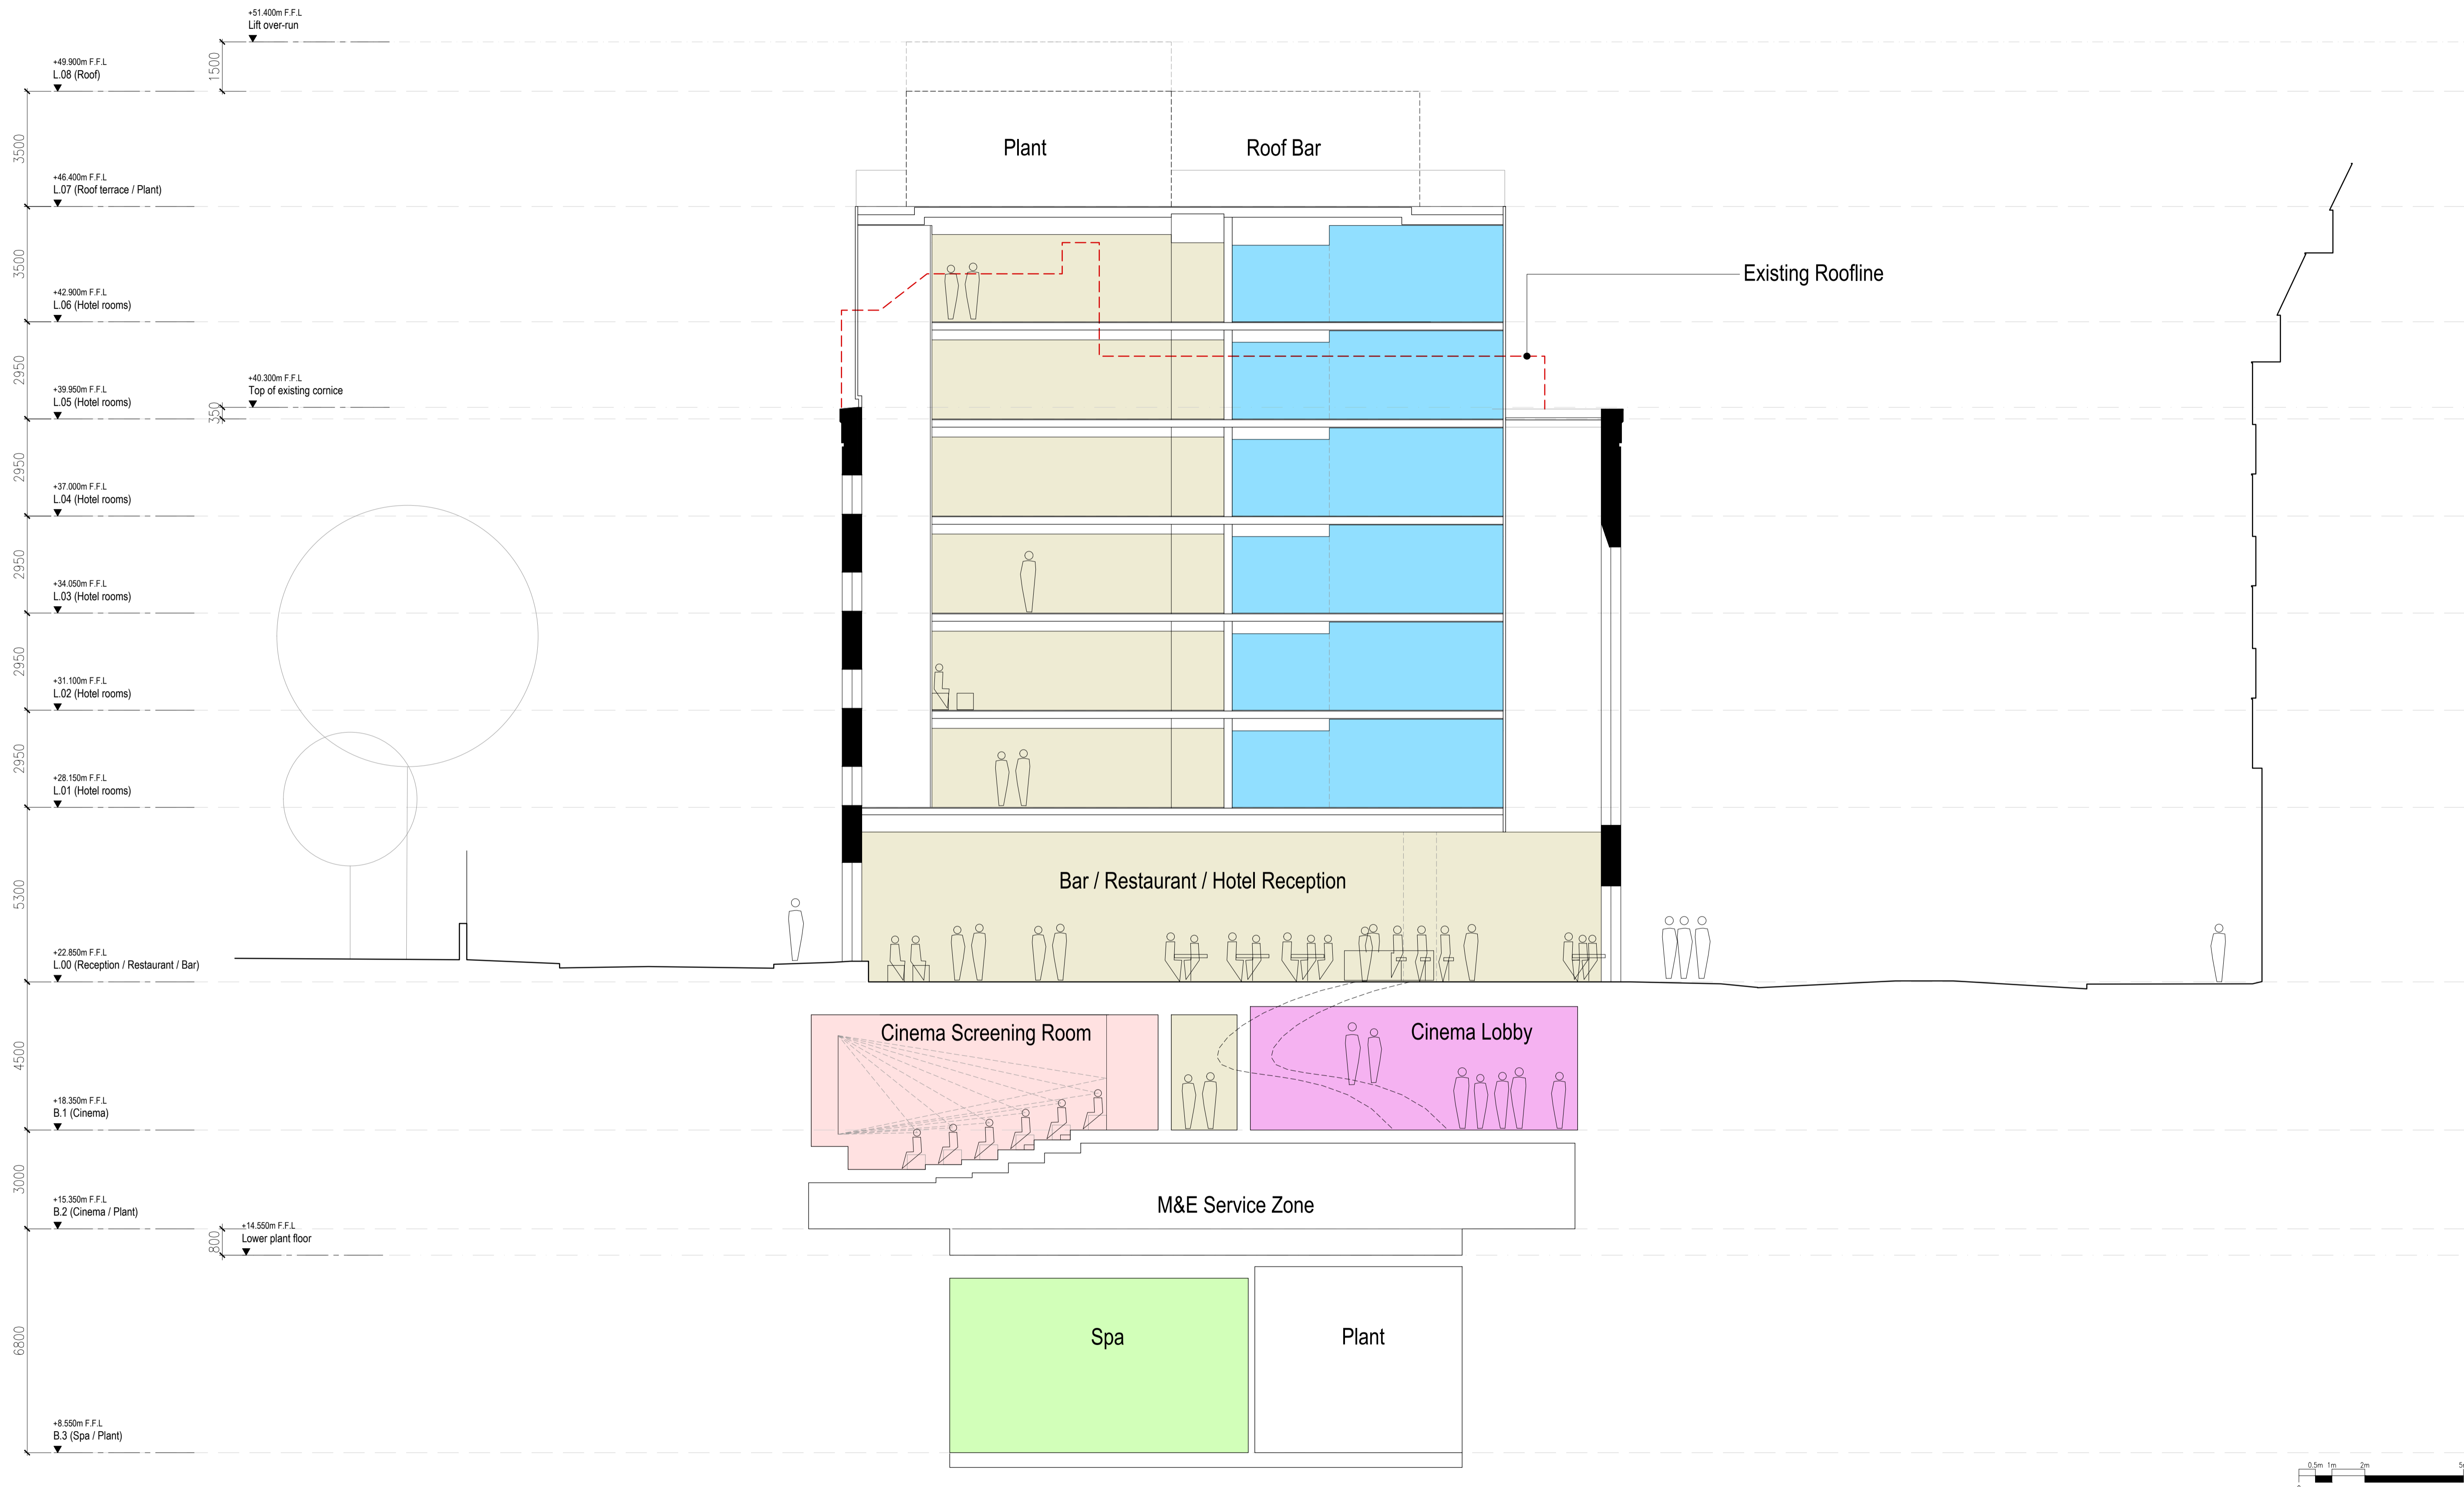 +51.400m F.F.L
Lift over-run
1500
+49.900m F.F.L
L.08 (Roof)
3500
Plant
Roof Bar
+46.400m F.F.L
L.07 (Roof terrace / Plant)
3500
Existing Roofline
+42.900m F.F.L
L.06 (Hotel rooms)
2950
+40.300m F.F.L
Top of existing cornice
+39.950m F.F.L
L.05 (Hotel rooms)
350
2950
+37.000m F.F.L
L.04 (Hotel rooms)
2950
+34.050m F.F.L
L.03 (Hotel rooms)
2950
+31.100m F.F.L
L.02 (Hotel rooms)
2950
+28.150m F.F.L
L.01 (Hotel rooms)
5300
Bar / Restaurant / Hotel Reception
+22.850m F.F.L
L.00 (Reception / Restaurant / Bar)
4500
Cinema Screening Room
Cinema Lobby
+18.350m F.F.L
B.1 (Cinema)
3000
+15.350m F.F.L
B.2 (Cinema / Plant)
M&E Service Zone
+14.550m F.F.L
Lower plant floor
800
6800
Spa
Plant
+8.550m F.F.L
B.3 (Spa / Plant)
0.5m 1m 2m